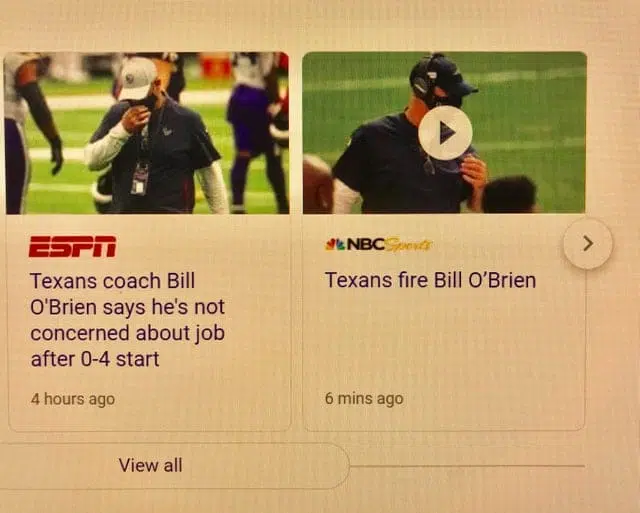 ESPN
Texans coach Bill
O'Brien says he's not
concerned about job
after 0-4 start
4 hours ago
NBC Sports
Texans fire Bill O’Brien
6 mins ago
View all